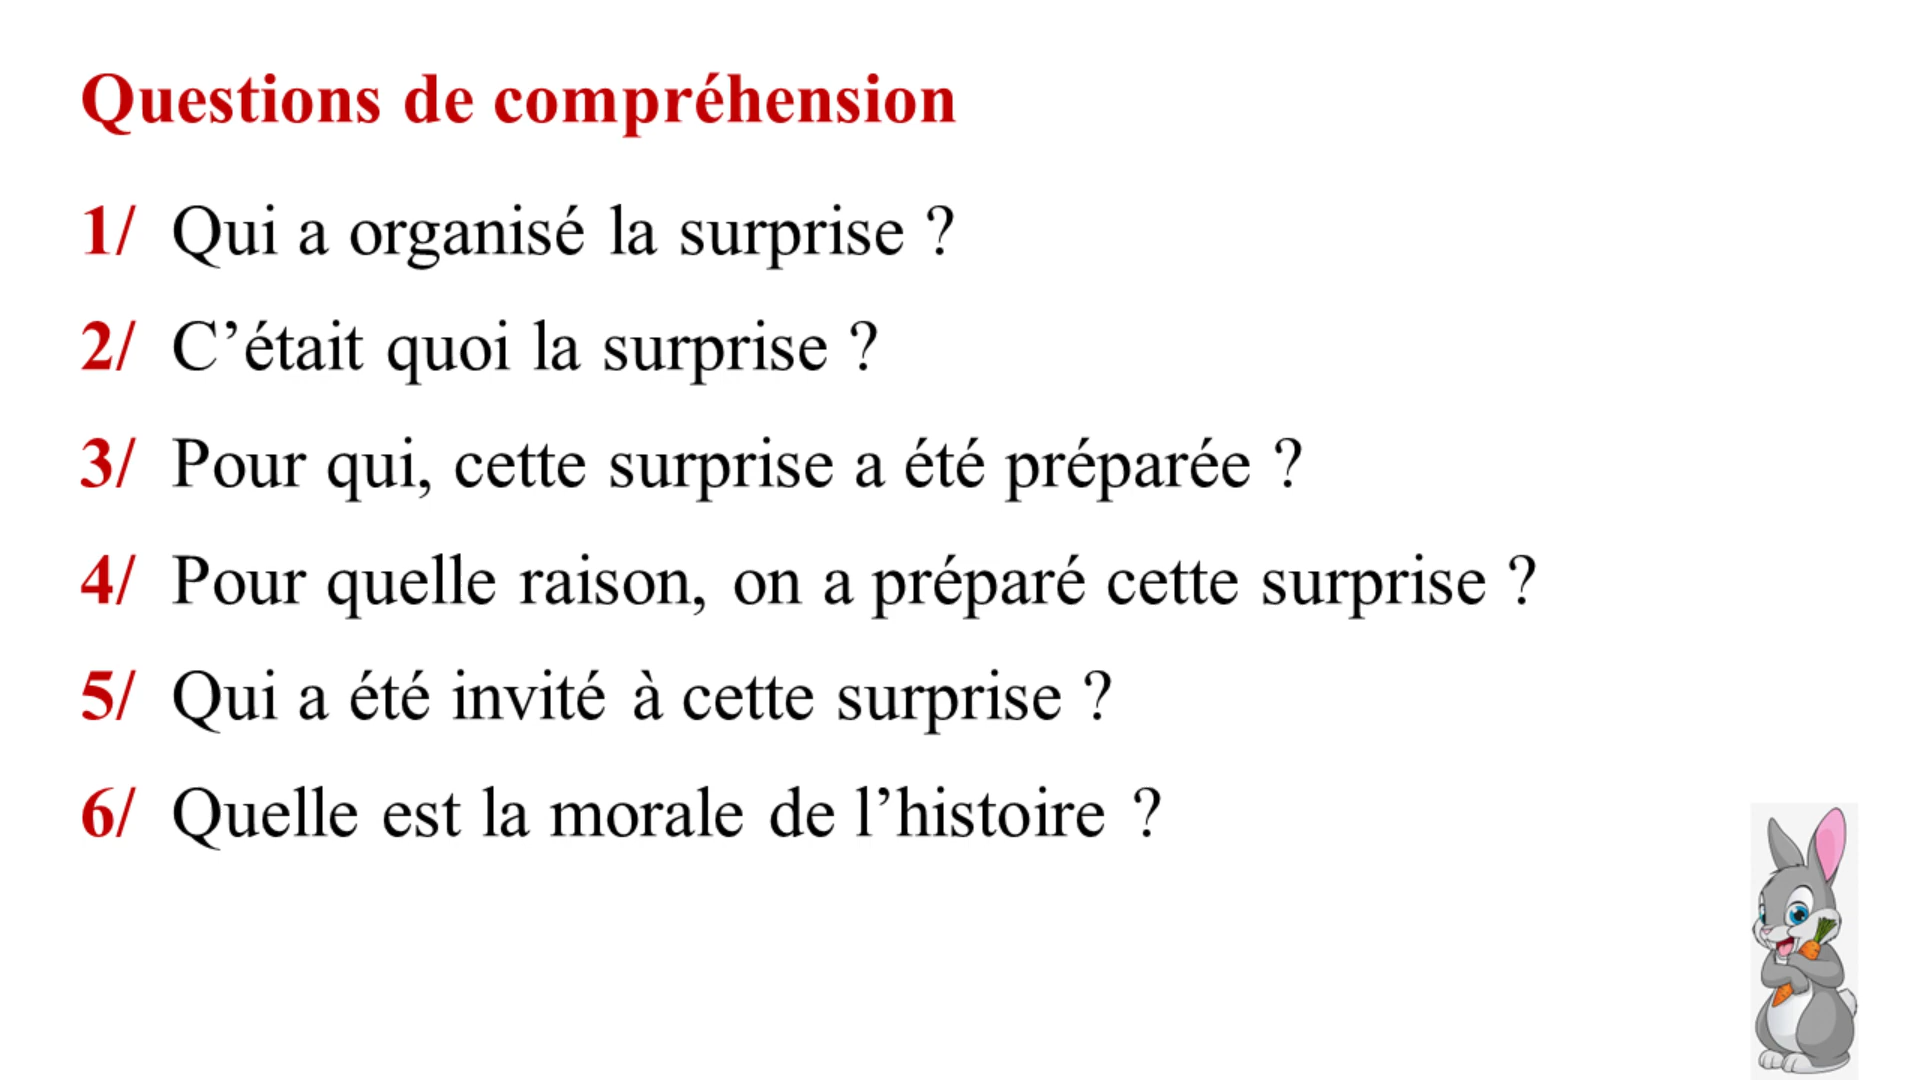 Questions de compréhension
1/ Qui a organisé la surprise ?
2/ C’était quoi la surprise ?
3/ Pour qui, cette surprise a été préparée ?
4/ Pour quelle raison, on a préparé cette surprise ?
5/ Qui a été invité à cette surprise ?
6/ Quelle est la morale de l’histoire ?